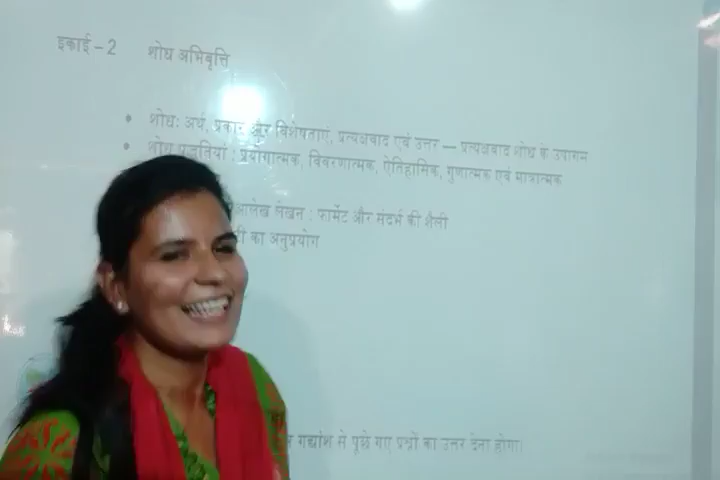 इकाई – 2 शोध अभिवृत्ति
• शोध: अर्थ, प्रकार और विशेषताएं, प्रत्यक्षवाद एवं उत्तर — प्रत्यक्षवाद शोध के उपागम
• शोध पद्धतियां : प्रयोगात्मक, विवरणात्मक, ऐतिहासिक, गुणात्मक एवं मात्रात्मक
आलेख लेखन : फार्मेट और संदर्भ की शैली
का अनुप्रयोग
गद्यांश से पूछे गए प्रश्नों का उत्तर देना होगा।